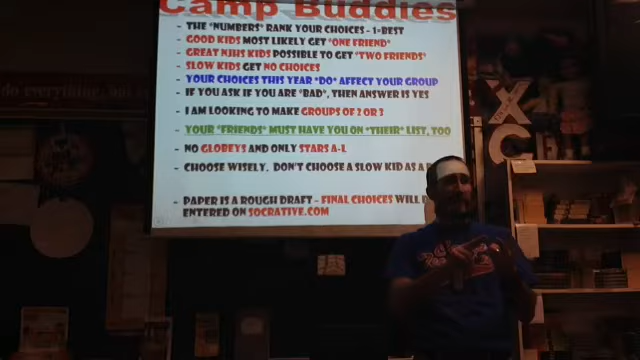 Camp Buddies
- THE *NUMBERS* RANK YOUR CHOICES - 1=BEST
- GOOD KIDS MOST LIKELY GET *ONE FRIEND*
- GREAT NJHS KIDS POSSIBLE TO GET *TWO FRIENDS*
- SLOW KIDS GET NO CHOICES
- YOUR CHOICES THIS YEAR *DO* AFFECT YOUR GROUP
- IF YOU ASK IF YOU ARE *BAD*, THEN ANSWER IS YES
- I AM LOOKING TO MAKE GROUPS OF 2 OR 3
- YOUR *FRIENDS* MUST HAVE YOU ON *THEIR* LIST, TOO
- NO GLOBEYS AND ONLY STARS A-L
- CHOOSE WISELY. DON'T CHOOSE A SLOW KID AS A
- PAPER IS A ROUGH DRAFT - FINAL CHOICES WILL
ENTERED ON SOCRATIVE.COM
X
C